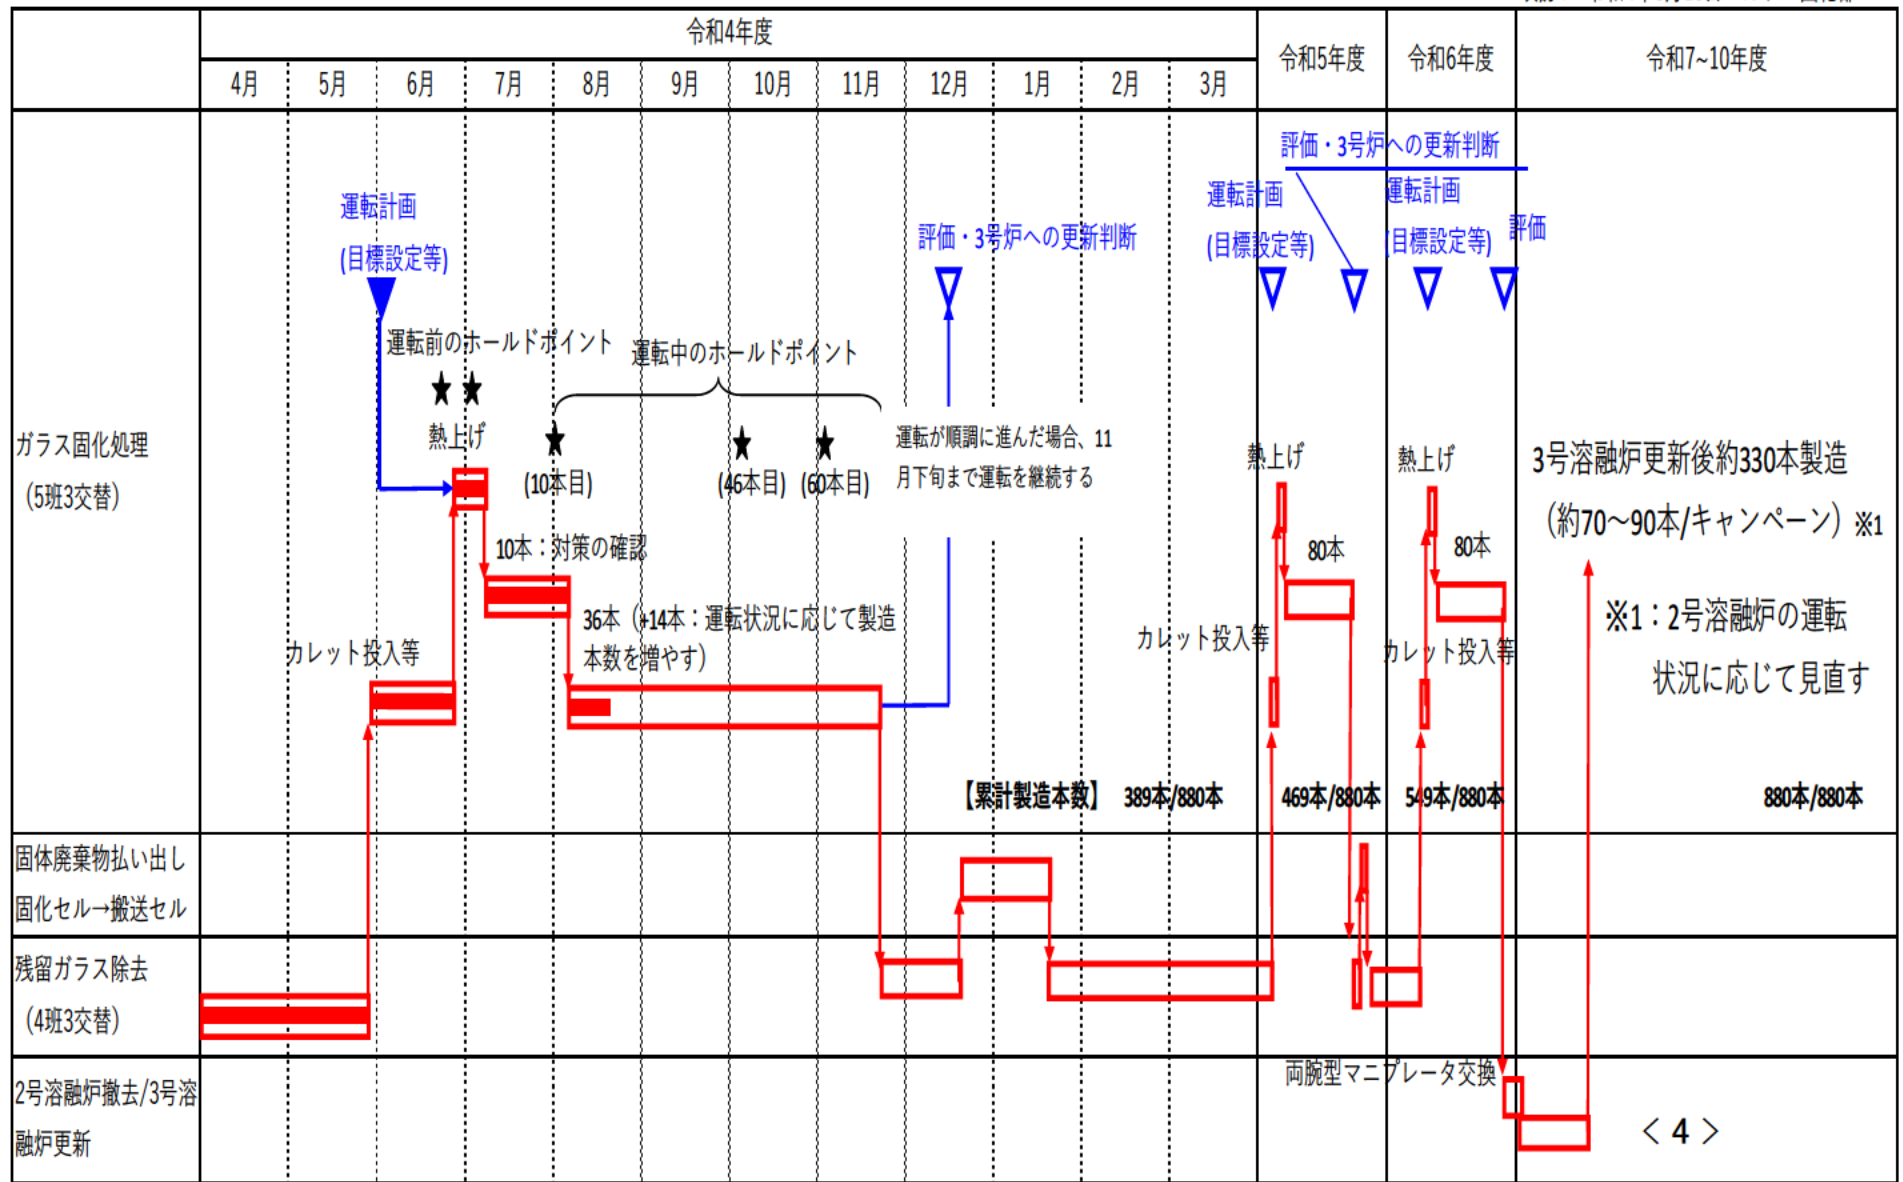 令和4年度
令和5年度
令和6年度
令和7~10年度
4月
5月
6月
7月
8月
9月
10月
11月
12月
1月
2月
3月
ガラス固化処理
（5班3交替）
運転計画
(目標設定等)
運転前のホールドポイント
★ ★
熱上げ
運転中のホールドポイント
★
(10本目)
★
(46本目)
★
(60本目)
10本：対策の確認
36本（+14本：運転状況に応じて製造
本数を増やす）
カレット投入等
評価・3号炉への更新判断
運転が順調に進んだ場合、11
月下旬まで運転を継続する
評価・3号炉への更新判断
運転計画
(目標設定等)
運転計画
(目標設定等)
評価
熱上げ
80本
カレット投入等
熱上げ
80本
カレット投入等
3号溶融炉更新後約330本製造
（約70～90本/キャンペーン）※1
※1：2号溶融炉の運転
状況に応じて見直す
【累計製造本数】
389本/880本
469本/880本
549本/880本
880本/880本
固体廃棄物払い出し
固化セル→搬送セル
残留ガラス除去
（4班3交替）
2号溶融炉撤去/3号溶
融炉更新
両腕型マニプレータ交換
＜ 4 ＞